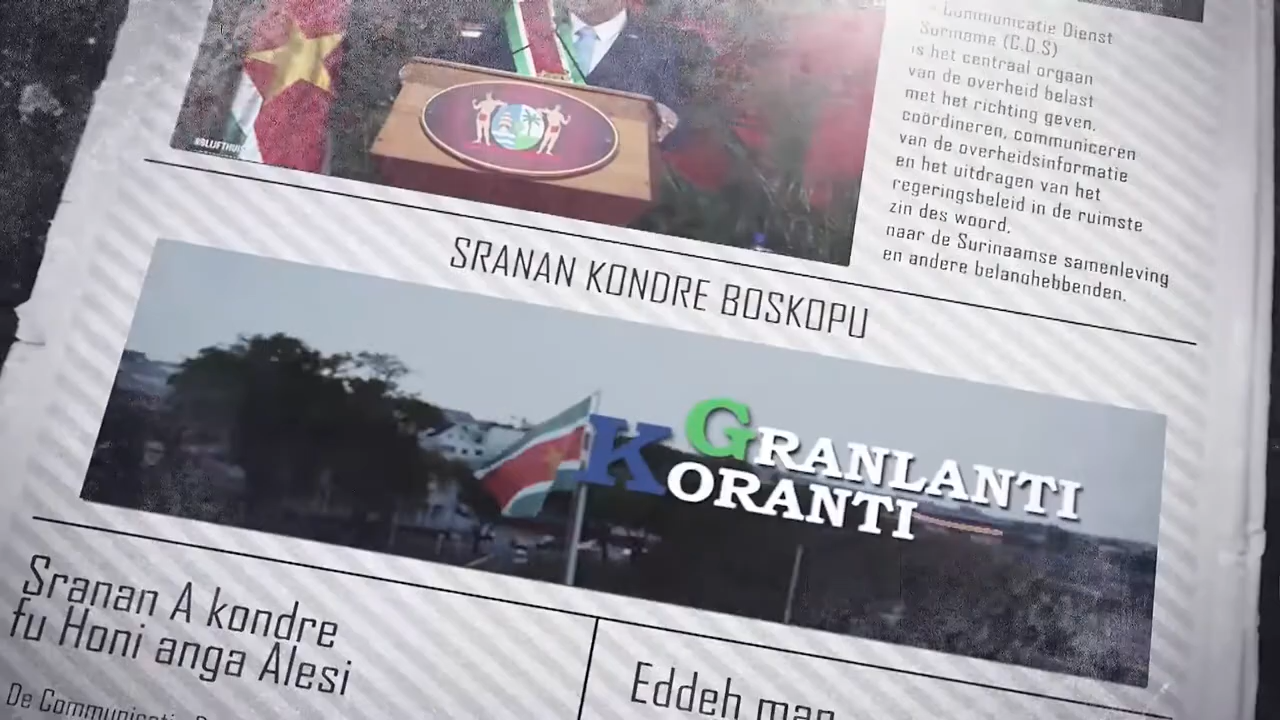 Communicatie Dienst
Suriname (C.D.S)
is het centraal orgaan
van de overheid belast
met het richting geven,
coördineren, communiceren
van de overheidsinformatie
en het uitdragen van het
regeringsbeleid in de ruimste
zin des woord,
naar de Surinaamse samenleving
en andere belanghebbenden.
SRANAN KONDRE BOSKOPU
GRANLANTI
KORANTI
Sranan A kondre
fu Honi anga Alesi
De
Eddeh man